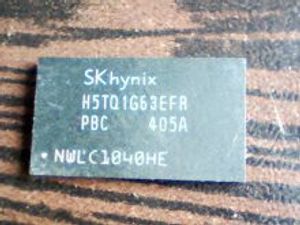 SKhynix
H5TQ1G63EFR
PBC 405A
NWLC1040HE